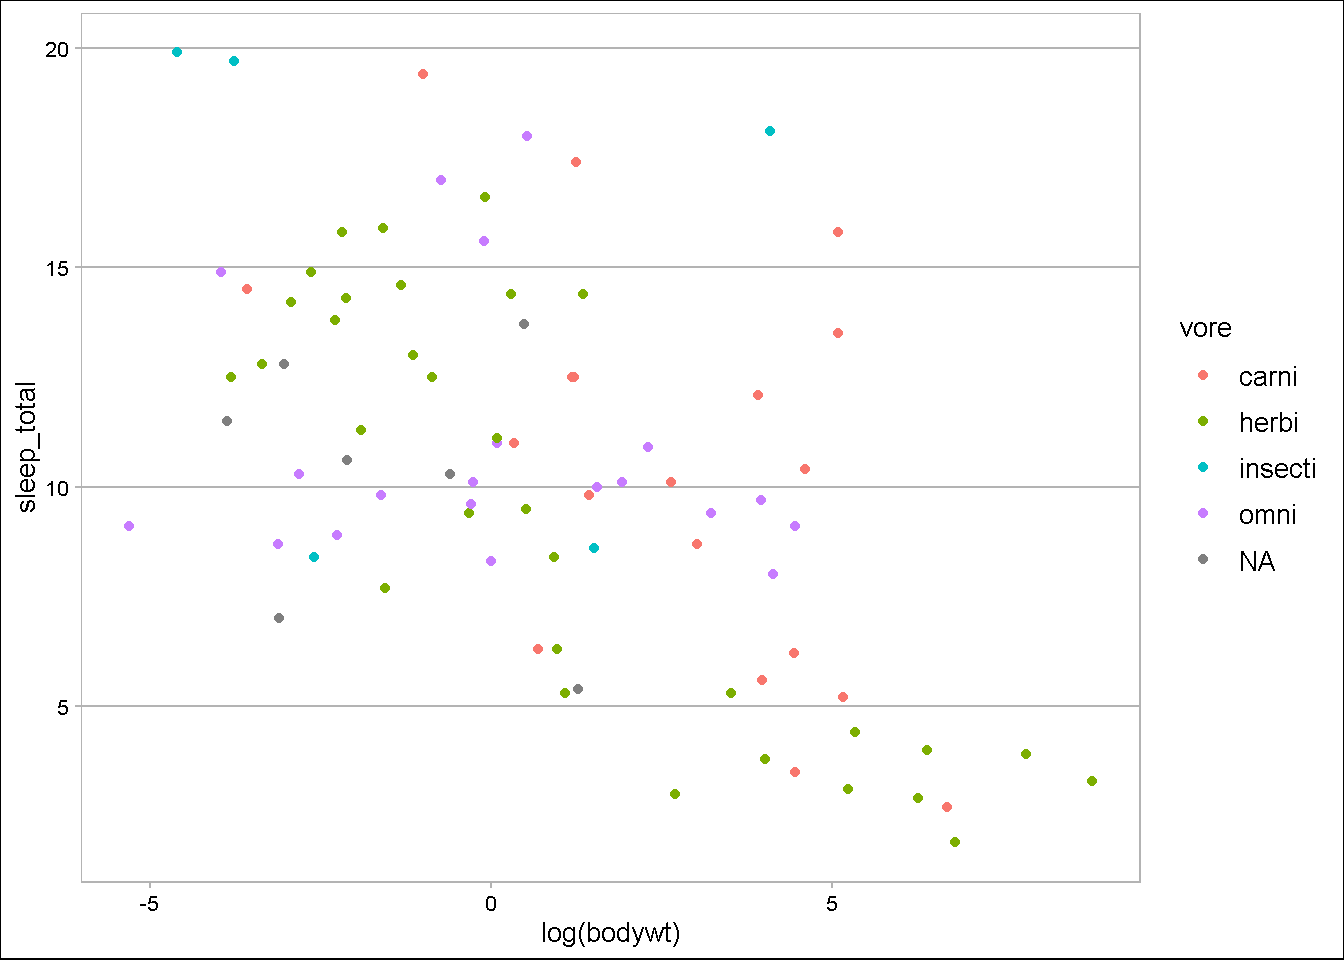 20
15
10
5
sleep_total
-5 0 5
log(bodywt)
vore
carni
herbi
insecti
omni
NA